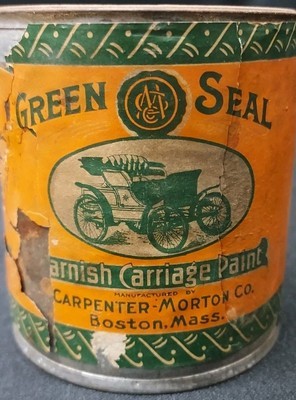 GREEN SEAL
arnish Carriage Paint
MANUFACTURED BY
CARPENTER-MORTON CO.
Boston, Mass.